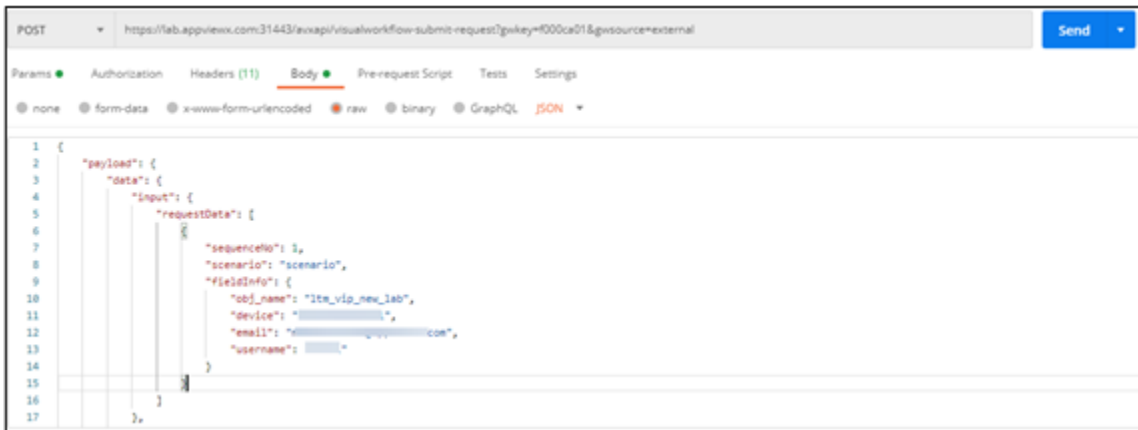 POST https://lab.appviewx.com:31443/avxapi/visualworkflow-submit-request?gwkey=f000ca01&gwsource=external Send
Params Authorization Headers (11) Body Pre-request Script Tests Settings
none form-data x-www-form-urlencoded raw binary GraphQL JSON
1 {
2 "payload": {
3 "data": {
4 "input": {
5 "requestData": [
6 {
7 "sequenceNo": 1,
8 "scenario": "scenario",
9 "fieldInfo": {
10 "obj_name": "ltm_vip_new_lab",
11 "device": "",
12 "email": " com",
13 "username": "
14 }
15 }
16 ]
17 },